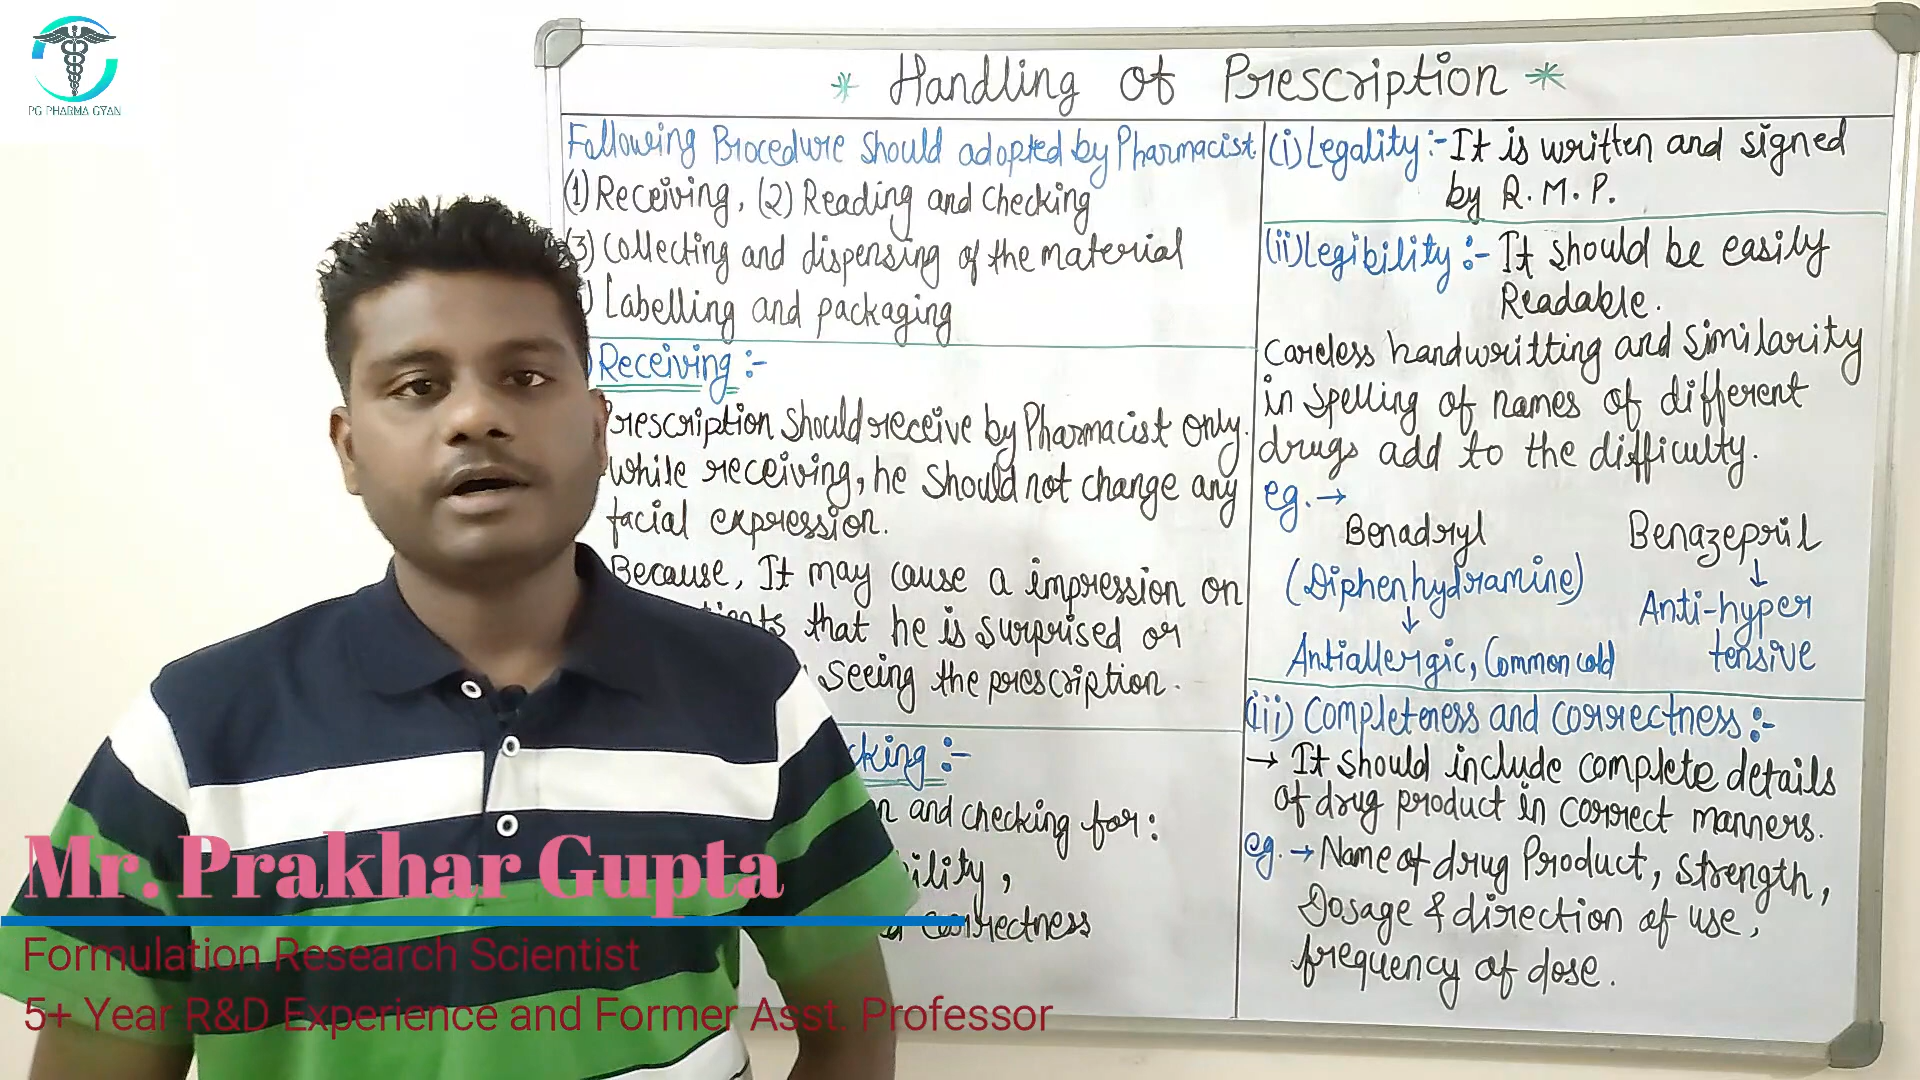 PG PHARMA GYAN
* Handling of Prescription *
Following Procedure should adopted by Pharmacist.
(1) Receiving, (2) Reading and checking
(3) collecting and dispensing of the material
Labelling and packaging
Receiving :-
Prescription should receive by Pharmacist only.
while receiving, he should not change any
facial expression.
Because, It may cause a impression on
that he is surprised or
seeing the prescription.
:-
and checking for:
,
correctness
(i) Legality :- It is written and signed
by R.M.P.
(ii) Legibility :- It should be easily
Readable.
careless handwritting and similarity
in spelling of names of different
drugs add to the difficulty.
eg. →
Benadryl Benazepril
(Diphenhydramine) ↓
↓ Anti-hyper
Antiallergic, Common cold tensive
(iii) Completeness and correctness :-
→ It should include complete details
of drug product in correct manners.
eg. → Name of drug Product, strength,
Dosage & direction of use,
frequency of dose.
Mr. Prakhar Gupta
Formulation Research Scientist
5+ Year R&D Experience and Former Asst. Professor